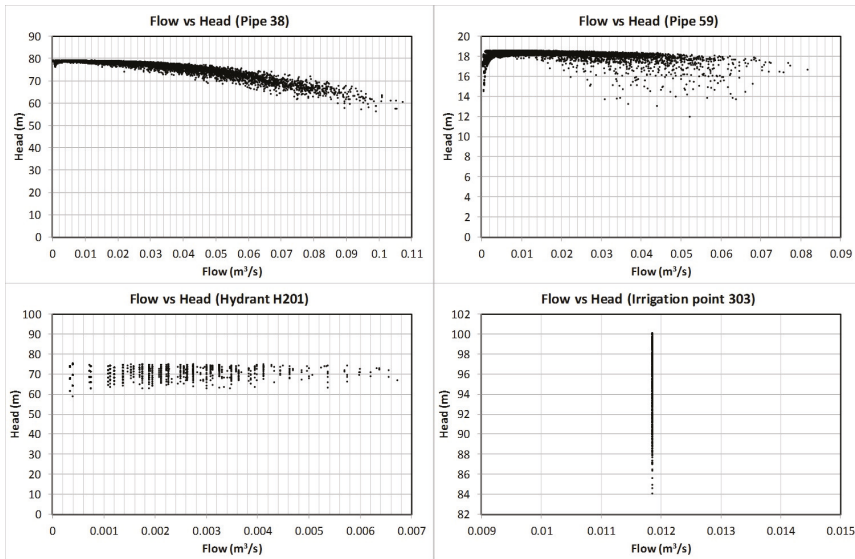 Flow vs Head (Pipe 38)
Head (m)
90
80
70
60
50
40
30
20
10
0
0 0.01 0.02 0.03 0.04 0.05 0.06 0.07 0.08 0.09 0.1 0.11
Flow (m³/s)
Flow vs Head (Pipe 59)
Head (m)
20
18
16
14
12
10
8
6
4
2
0
0 0.01 0.02 0.03 0.04 0.05 0.06 0.07 0.08 0.09
Flow (m³/s)
Flow vs Head (Hydrant H201)
Head (m)
100
90
80
70
60
50
40
30
20
10
0
0 0.001 0.002 0.003 0.004 0.005 0.006 0.007
Flow (m³/s)
Flow vs Head (Irrigation point 303)
Head (m)
102
100
98
96
94
92
90
88
86
84
82
0.009 0.01 0.011 0.012 0.013 0.014 0.015
Flow (m³/s)